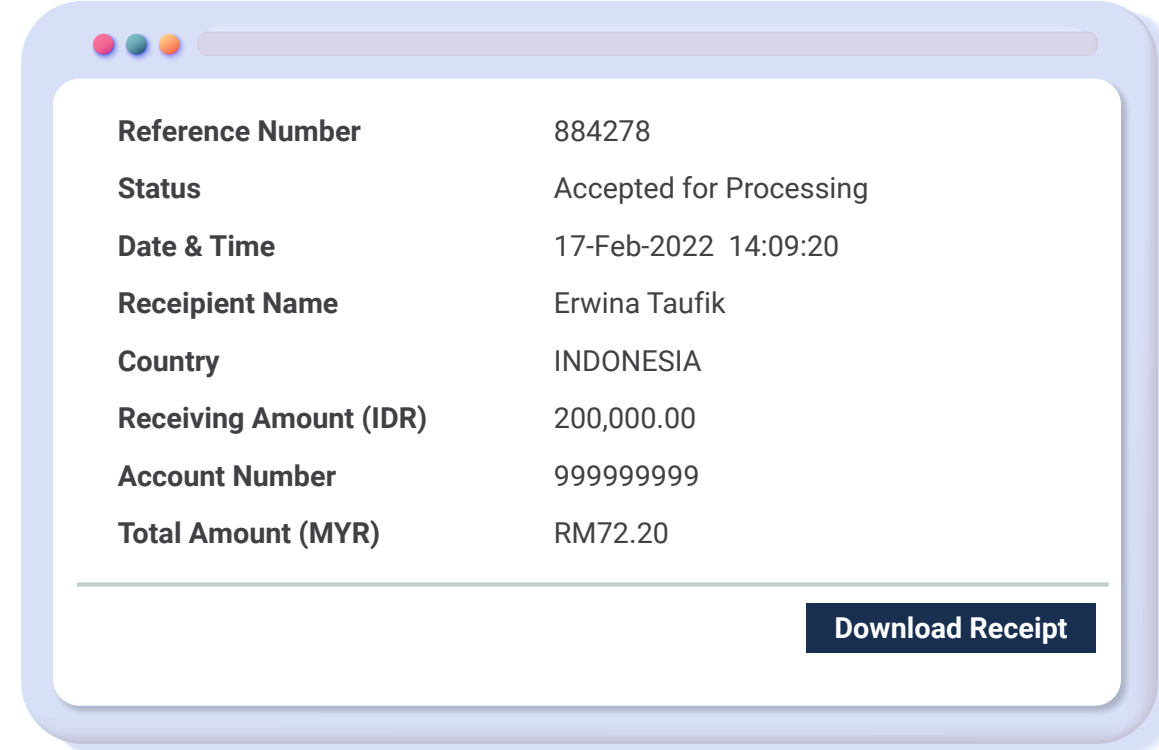 Reference Number 884278
Status Accepted for Processing
Date & Time 17-Feb-2022 14:09:20
Receipient Name Erwina Taufik
Country INDONESIA
Receiving Amount (IDR) 200,000.00
Account Number 999999999
Total Amount (MYR) RM72.20
Download Receipt